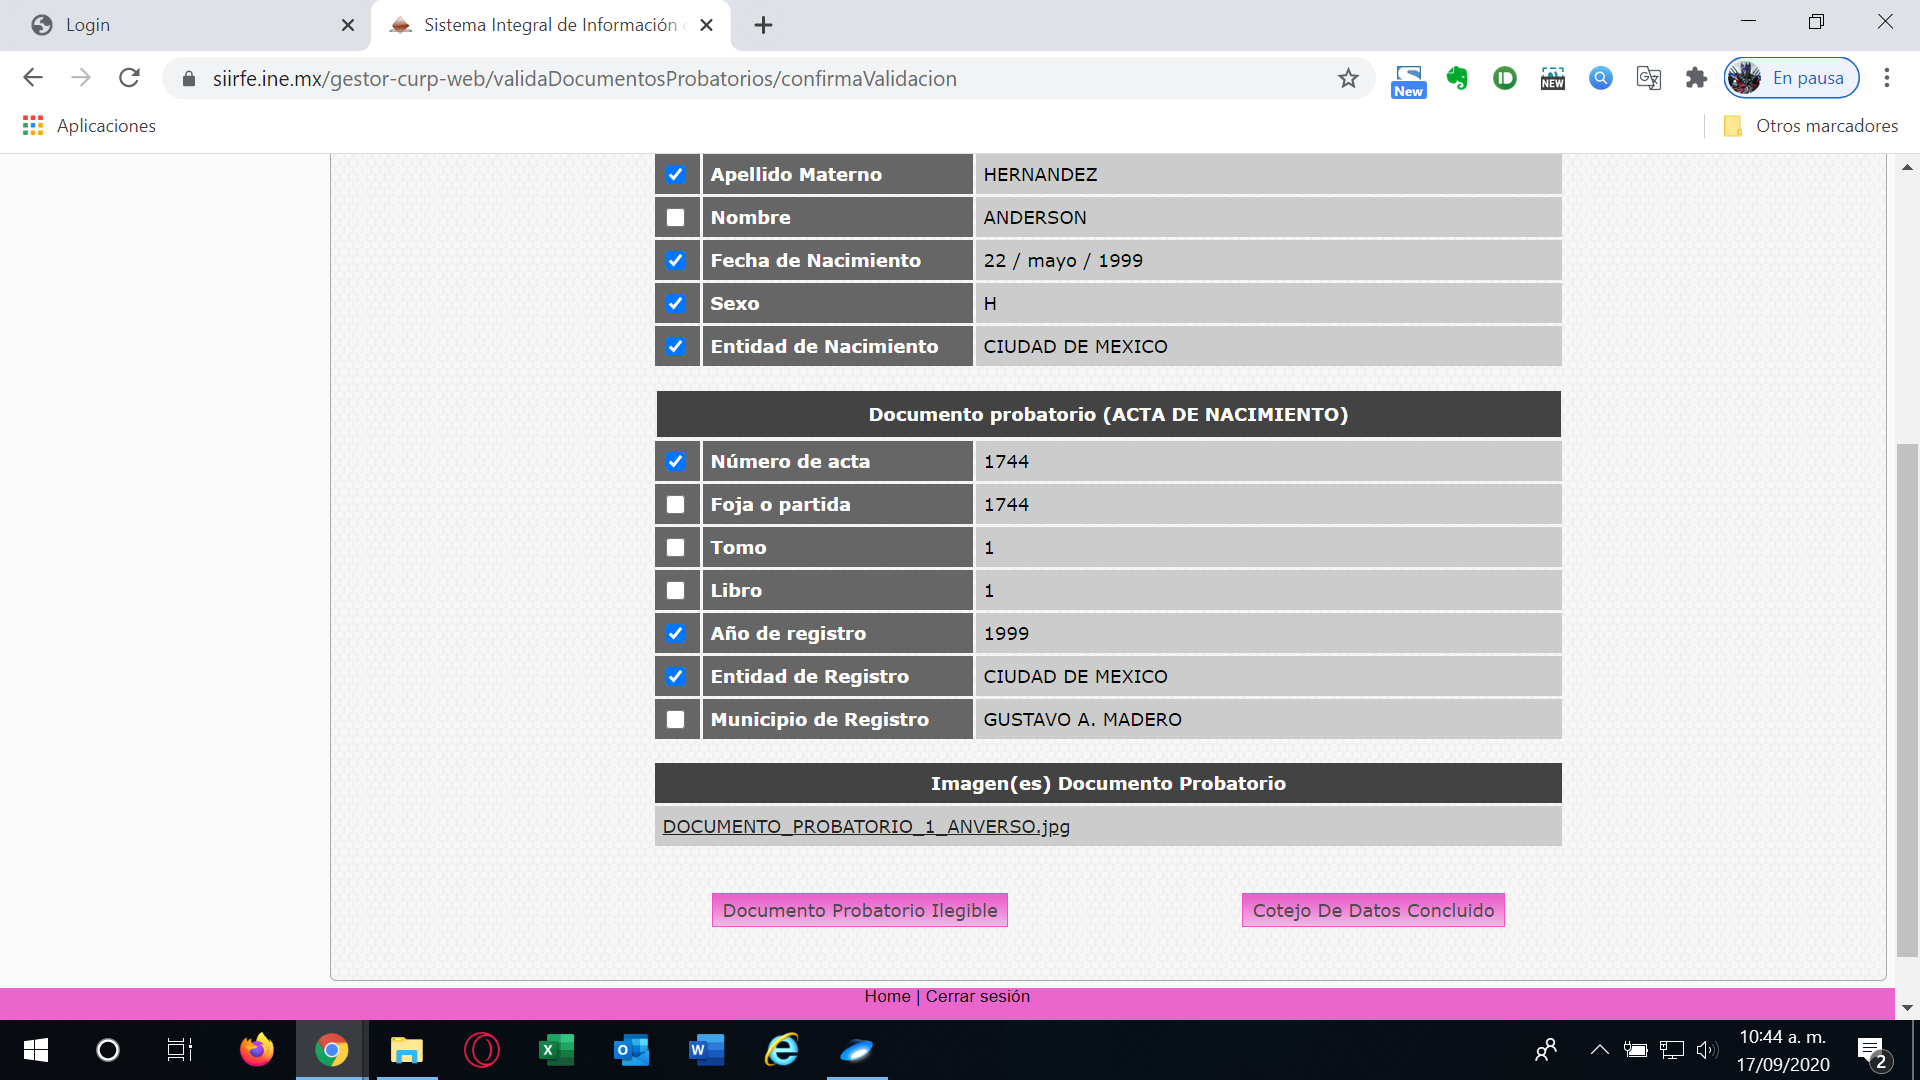 Login
Sistema Integral de Información
siirfe.ine.mx/gestor-curp-web/validaDocumentosProbatorios/confirmaValidacion
New
NEW
En pausa
Aplicaciones
Otros marcadores
Apellido Materno HERNANDEZ
Nombre ANDERSON
Fecha de Nacimiento 22 / mayo / 1999
Sexo H
Entidad de Nacimiento CIUDAD DE MEXICO
Documento probatorio (ACTA DE NACIMIENTO)
Número de acta 1744
Foja o partida 1744
Tomo 1
Libro 1
Año de registro 1999
Entidad de Registro CIUDAD DE MEXICO
Municipio de Registro GUSTAVO A. MADERO
Imagen(es) Documento Probatorio
DOCUMENTO_PROBATORIO_1_ANVERSO.jpg
Documento Probatorio Ilegible Cotejo De Datos Concluido
Home | Cerrar sesión
10:44 a. m.
17/09/2020
2